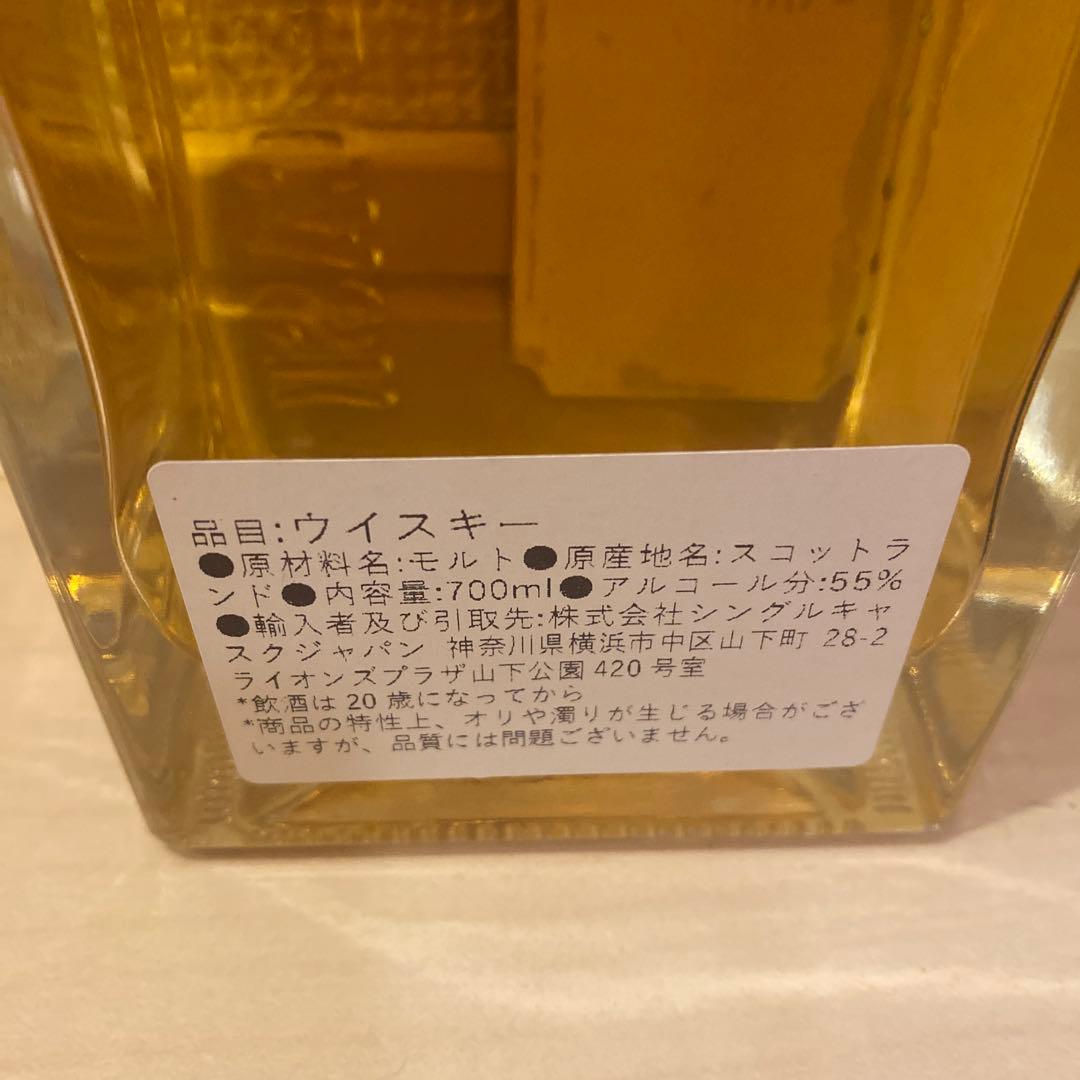 品目:ウイスキー
●原材料名:モルト●原産地名:スコットラ
ンド●内容量:700ml●アルコール分:55%
●輸入者及び引取先:株式会社シングルキャ
スクジャパン 神奈川県横浜市中区山下町 28-2
ライオンズプラザ山下公園 420 号室
*飲酒は 20 歳になってから
*商品の特性上、オリや濁りが生じる場合がござ
いますが、品質には問題ございません。